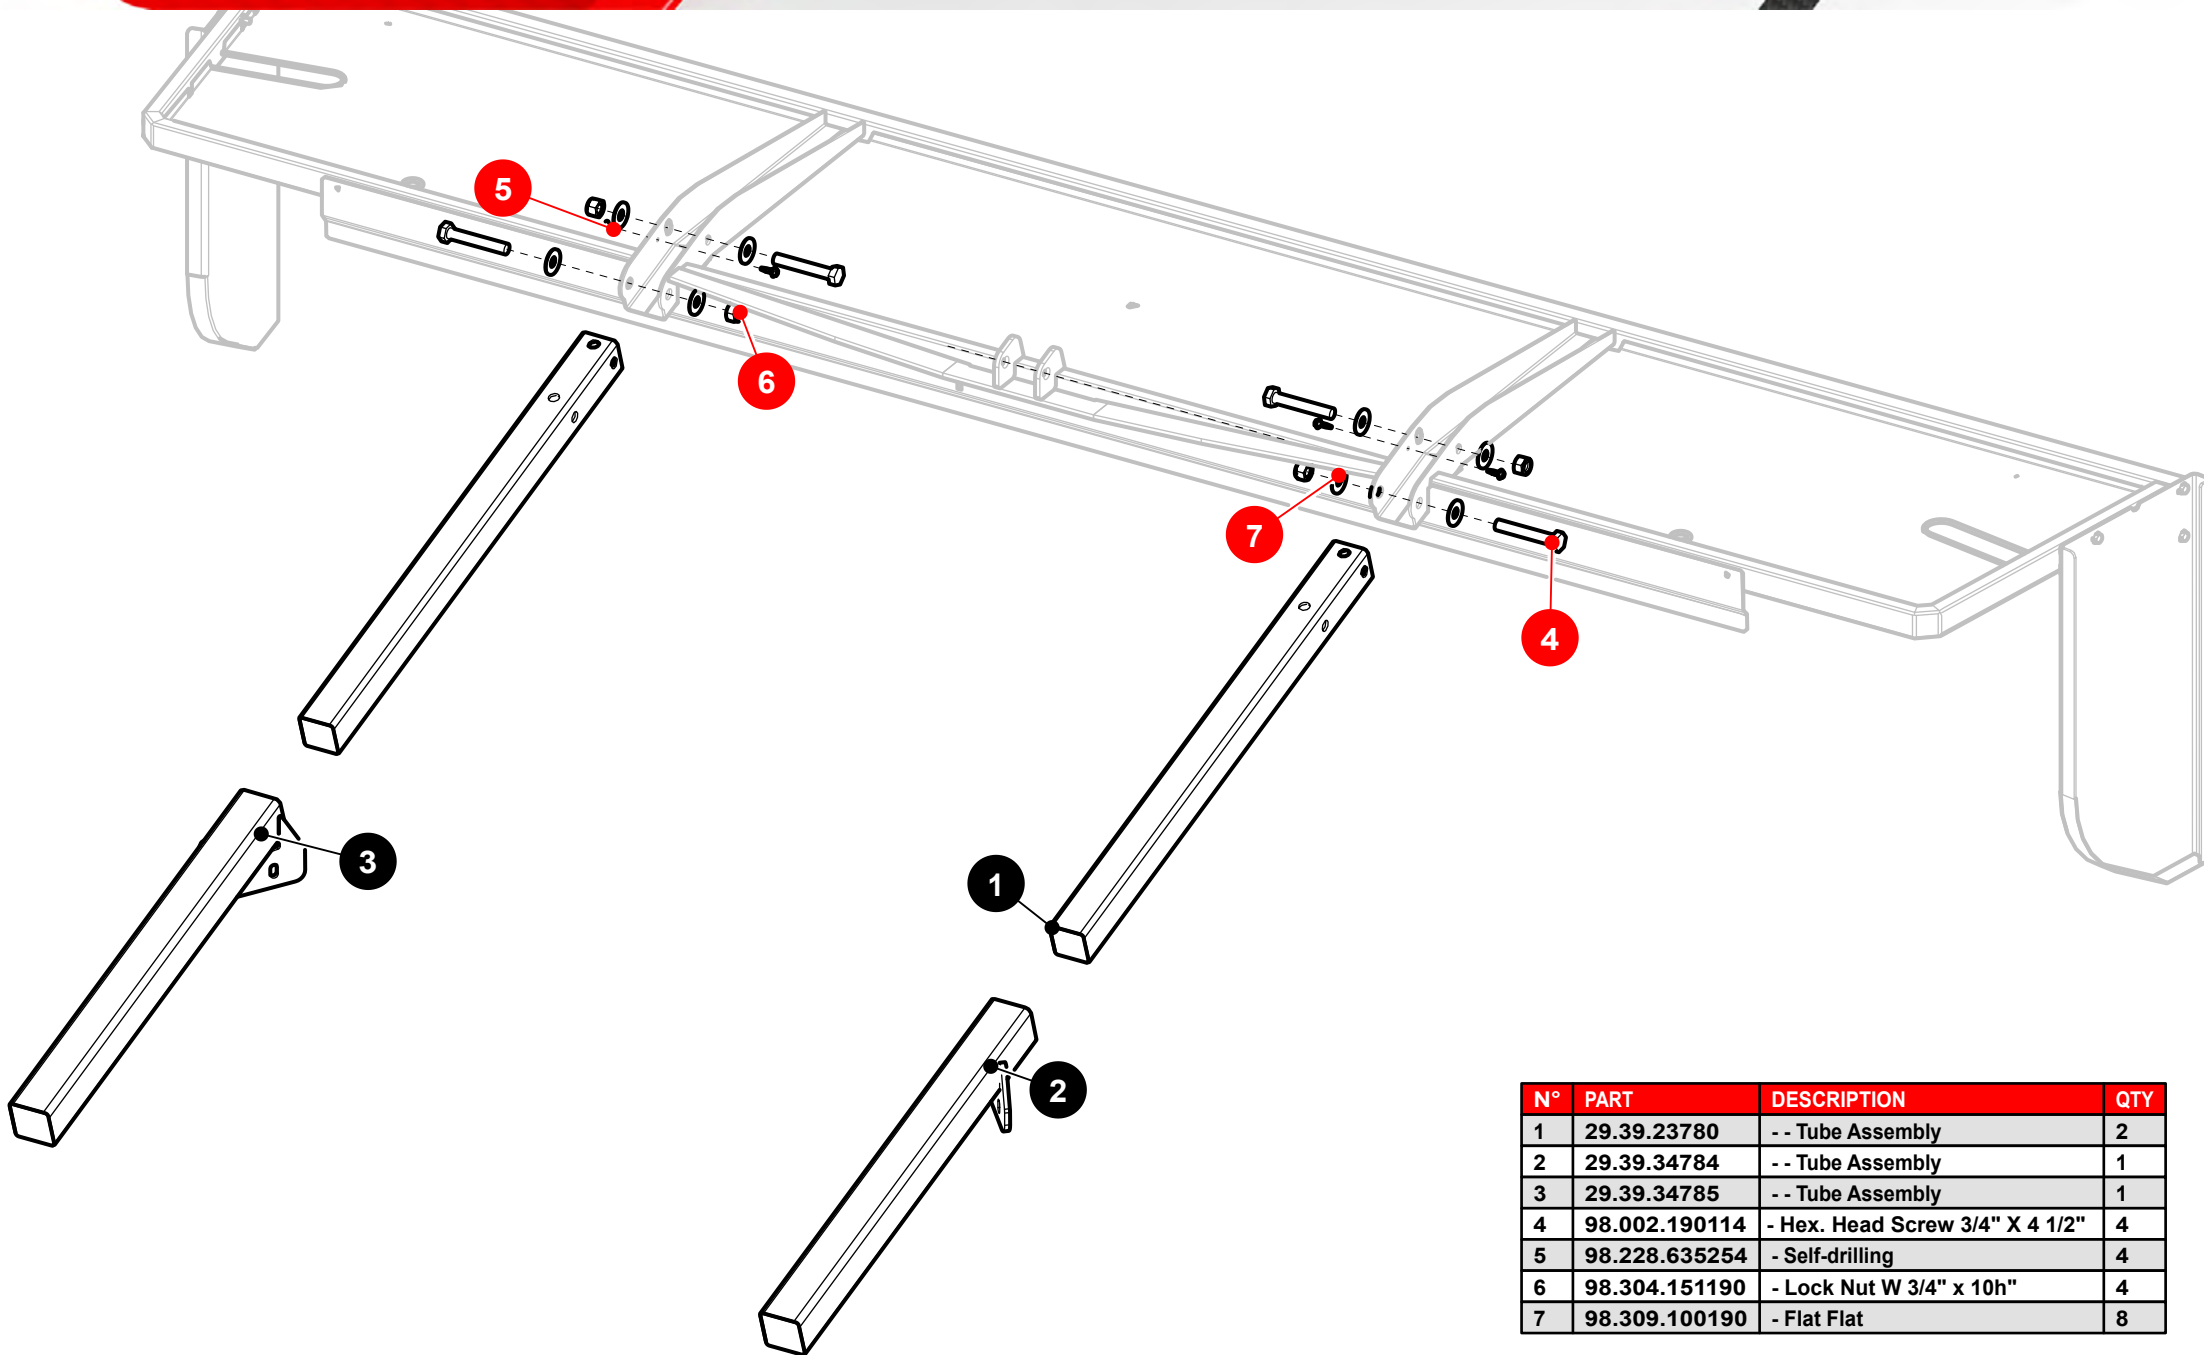 5
6
7
4
3
1
2
N° PART DESCRIPTION QTY
1 29.39.23780 - - Tube Assembly 2
2 29.39.34784 - - Tube Assembly 1
3 29.39.34785 - - Tube Assembly 1
4 98.002.190114 - Hex. Head Screw 3/4" X 4 1/2" 4
5 98.228.635254 - Self-drilling 4
6 98.304.151190 - Lock Nut W 3/4" x 10h" 4
7 98.309.100190 - Flat Flat 8